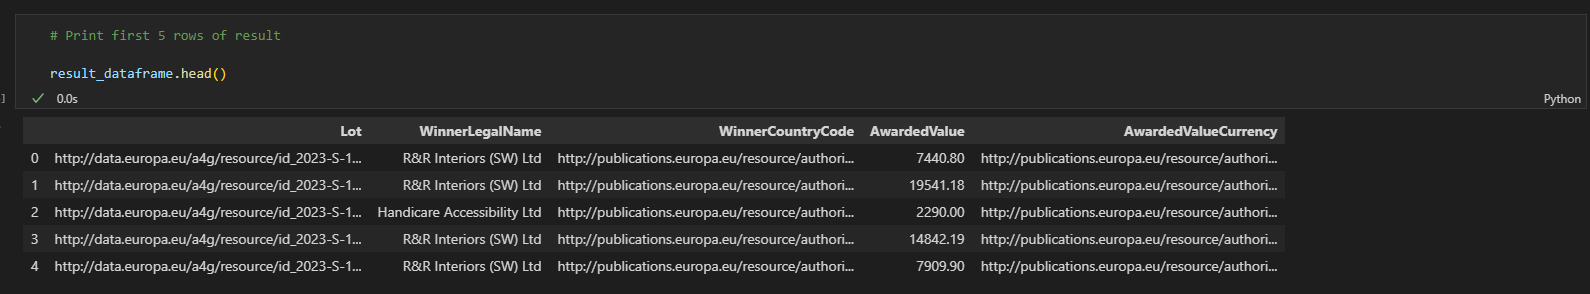 # Print first 5 rows of result
result_dataframe.head()
]
0.0s
Python
Lot WinnerLegalName WinnerCountryCode AwardedValue AwardedValueCurrency
0 http://data.europa.eu/a4g/resource/id_2023-S-1... R&R Interiors (SW) Ltd http://publications.europa.eu/resource/authori... 7440.80 http://publications.europa.eu/resource/authori...
1 http://data.europa.eu/a4g/resource/id_2023-S-1... R&R Interiors (SW) Ltd http://publications.europa.eu/resource/authori... 19541.18 http://publications.europa.eu/resource/authori...
2 http://data.europa.eu/a4g/resource/id_2023-S-1... Handicare Accessibility Ltd http://publications.europa.eu/resource/authori... 2290.00 http://publications.europa.eu/resource/authori...
3 http://data.europa.eu/a4g/resource/id_2023-S-1... R&R Interiors (SW) Ltd http://publications.europa.eu/resource/authori... 14842.19 http://publications.europa.eu/resource/authori...
4 http://data.europa.eu/a4g/resource/id_2023-S-1... R&R Interiors (SW) Ltd http://publications.europa.eu/resource/authori... 7909.90 http://publications.europa.eu/resource/authori...